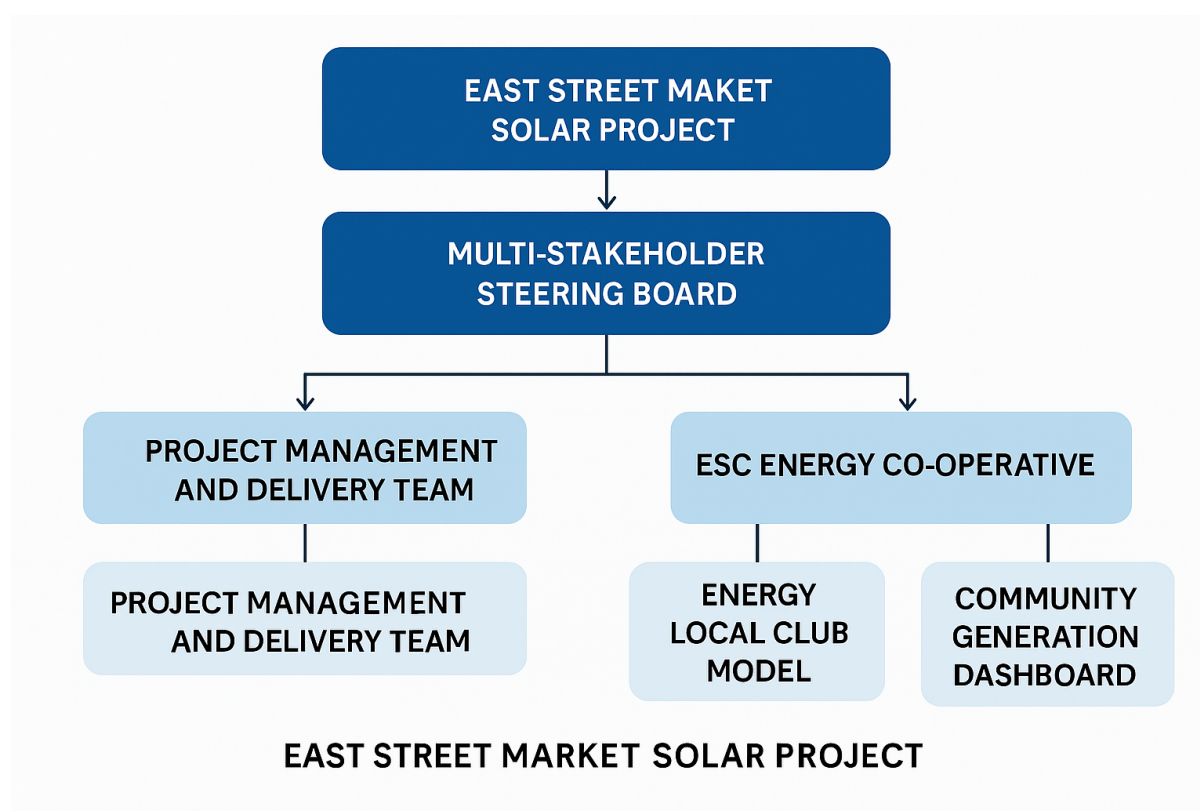 EAST STREET MAKET
SOLAR PROJECT
MULTI-STAKEHOLDER
STEERING BOARD
PROJECT MANAGEMENT
AND DELIVERY TEAM
ESC ENERGY CO-OPERATIVE
PROJECT MANAGEMENT
AND DELIVERY TEAM
ENERGY
LOCAL CLUB
MODEL
COMMUNITY
GENERATION
DASHBOARD
EAST STREET MARKET SOLAR PROJECT